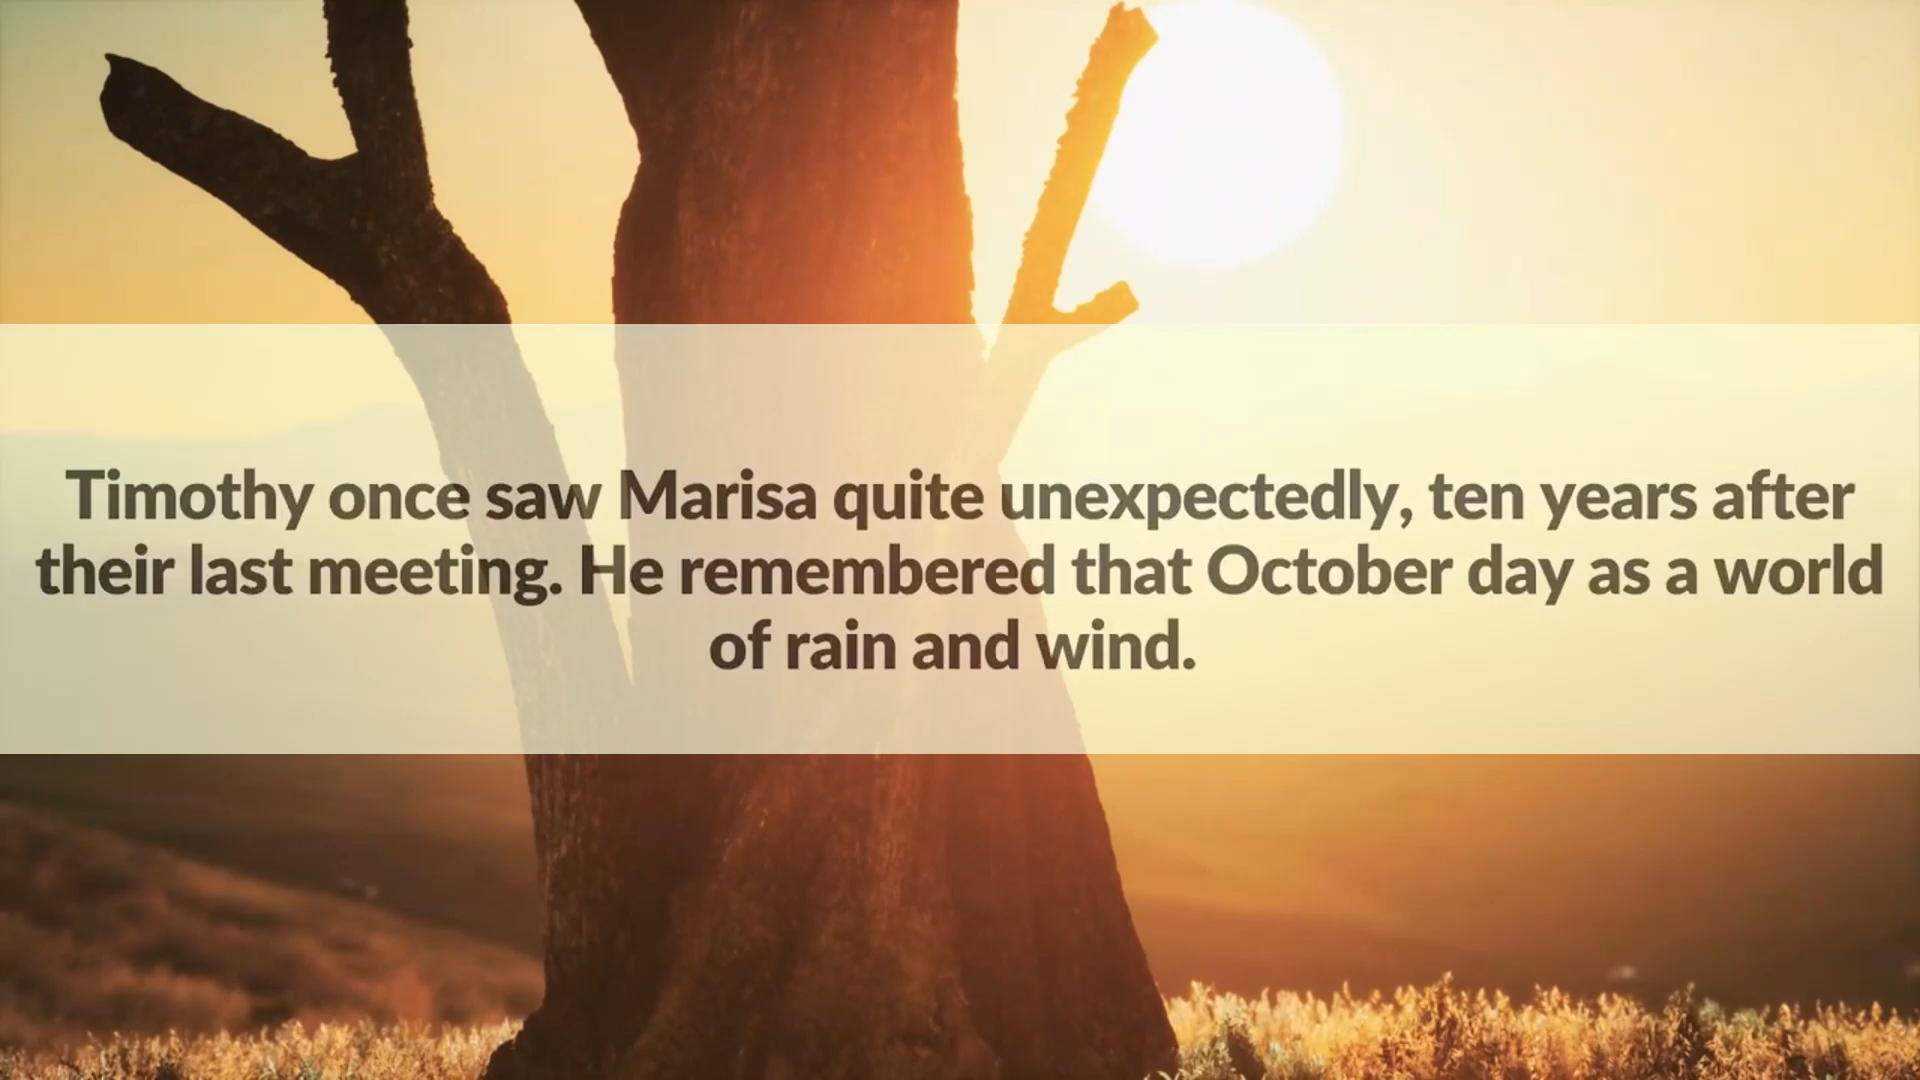 Timothy once saw Marisa quite unexpectedly, ten years after
their last meeting. He remembered that October day as a world
of rain and wind.